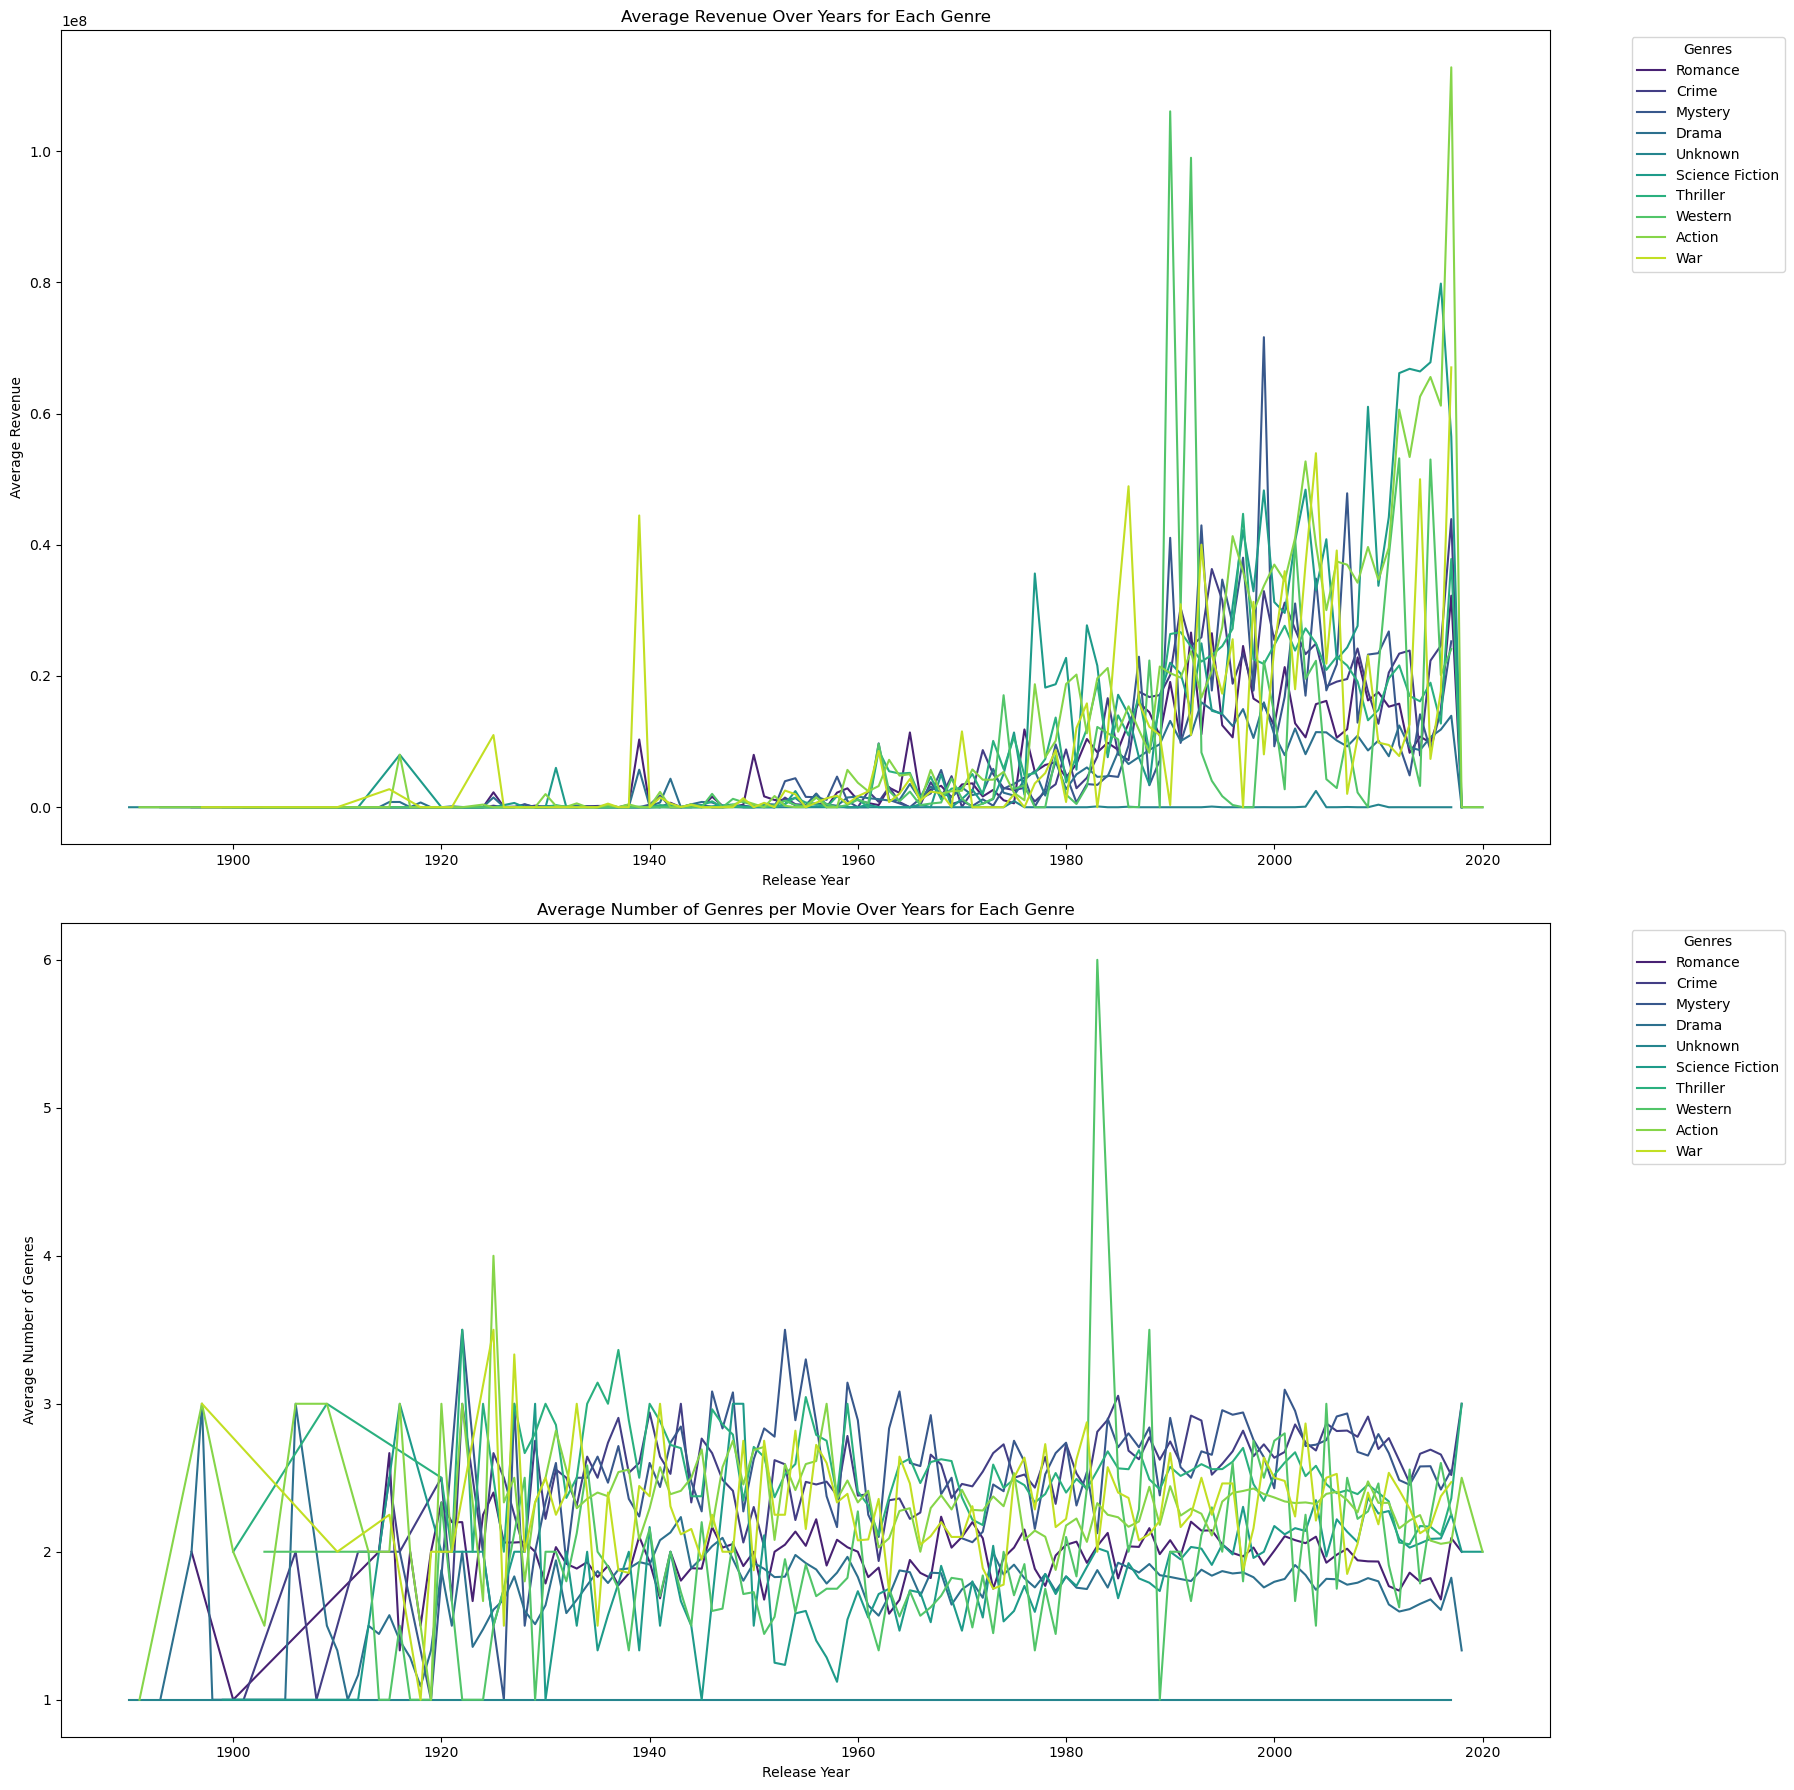 Average Revenue Over Years for Each Genre
1e8
1.0
0.8
0.6
0.4
0.2
0.0
Average Revenue
1900
1920
1940
1960
1980
2000
2020
Release Year
Genres
Romance
Crime
Mystery
Drama
Unknown
Science Fiction
Thriller
Western
Action
War
Average Number of Genres per Movie Over Years for Each Genre
6
5
4
3
2
1
Average Number of Genres
1900
1920
1940
1960
1980
2000
2020
Release Year
Genres
Romance
Crime
Mystery
Drama
Unknown
Science Fiction
Thriller
Western
Action
War